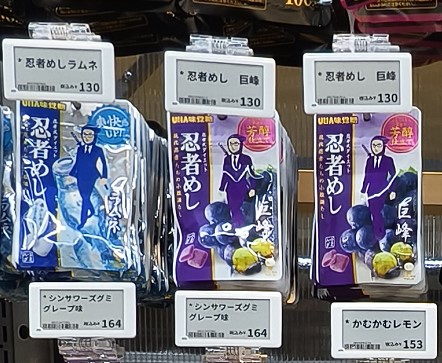 *忍者めしラムネ
税込み¥130
*忍者めし　巨峰
税込み¥130
*忍者めし　巨峰
税込み¥130
UHA味覚糖
忍者めし
爽快
UP!
ラムネ
UHA味覚糖
忍者めし
芳醇
巨峰
UHA味覚糖
忍者めし
芳醇
巨峰
*シンサワーズグミ
グレープ味
税込み¥164
*シンサワーズグミ
グレープ味
税込み¥164
*かむかむレモン
税込み¥153